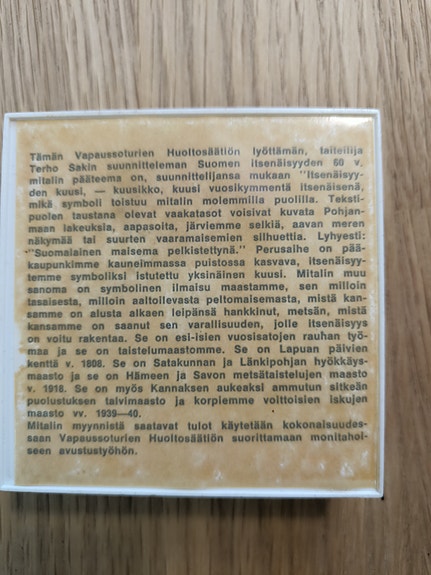 Tämän Vapaussoturien Huoltosäätiön lyöttämän, taiteilija
Terho Sakin suunnitteleman Suomen itsenäisyyden 60 v.
mitalin pääteema on, suunnittelijansa mukaan "Itsenäisyy-
den kuusi, — kuusikko, kuusi vuosikymmentä itsenäisenä,
mikä symboli toistuu mitalin molemmilla puolilla. Teksti-
puolen taustana olevat vaakatasot voisivat kuvata Pohjan-
maan lakeuksia, aapasoita, järviemme selkiä, aavan meren
näkymää tai suurten vaaramaisemien silhuettia. Lyhyesti:
"Suomalainen maisema pelkistettynä." Perusaihe on pää-
kaupunkimme kauneimmassa puistossa kasvava, itsenäisyy-
temme symboliksi istutettu yksinäinen kuusi. Mitalin muu
sanoma on symbolinen ilmaisu maastamme, sen milloin
tasaisesta, milloin aaltoilevasta peltomaisemasta, mistä kan-
samme on alusta alkaen leipänsä hankkinut, metsän, mistä
kansamme on saanut sen varallisuuden, jolle itsenäisyys
on voitu rakentaa. Se on esi-isien vuosisatojen rauhan työ-
maa ja se on taistelumaastomme. Se on Lapuan päivien
kenttä v. 1808. Se on Satakunnan ja Länkipohjan hyökkäys-
maasto ja se on Hämeen ja Savon metsätaistelujen maasto
v. 1918. Se on myös Kannaksen aukeaksi ammutun sitkeän
puolustuksen talvimaasto ja korpiemme voittoisien iskujen
maasto vv. 1939—40.
Mitalin myynnistä saatavat tulot käytetään kokonaisuudes-
saan Vapaussoturien Huoltosäätiön suorittamaan monitahoi-
seen avustustyöhön.